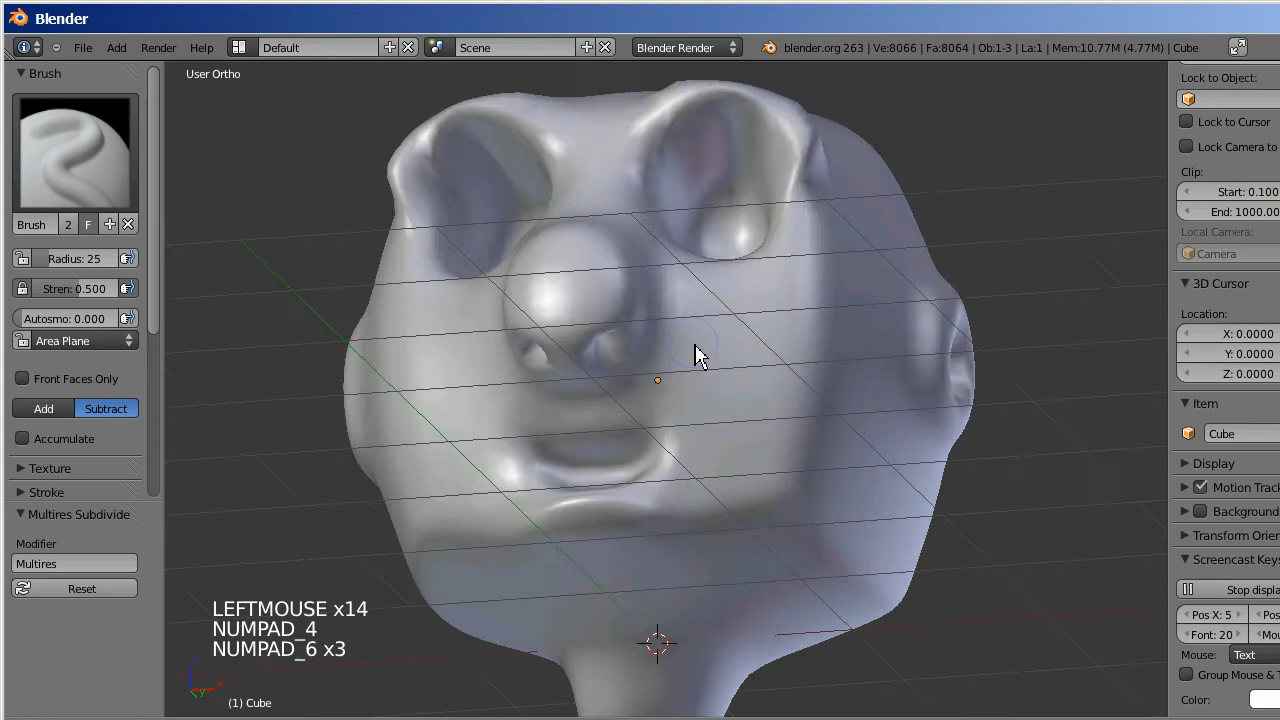 Blender
File Add Render Help Default Scene Blender Render blender.org 263 | Ve:8066 | Fa:8064 | Ob:1-3 | La:1 | Mem:10.77M (4.77M) | Cube
Brush
User Ortho
Brush 2 F
Radius: 25
Stren: 0.500
Autosmo: 0.000
Area Plane
Front Faces Only
Add Subtract
Accumulate
Texture
Stroke
Multires Subdivide
Modifier
Multires
Reset
LEFTMOUSE x14
NUMPAD_4
NUMPAD_6 x3
(1) Cube
z
x
y
Lock to Object:
Lock to Cursor
Lock Camera to
Clip:
Start: 0.100
End: 1000.00
Local Camera:
Camera
3D Cursor
Location:
X: 0.0000
Y: 0.0000
Z: 0.0000
Item
Cube
Display
Motion Track
Background
Transform Orien
Screencast Keys
Stop display
Pos X: 5 Pos
Font: 20 Mou
Mouse: Text
Group Mouse & T
Color: